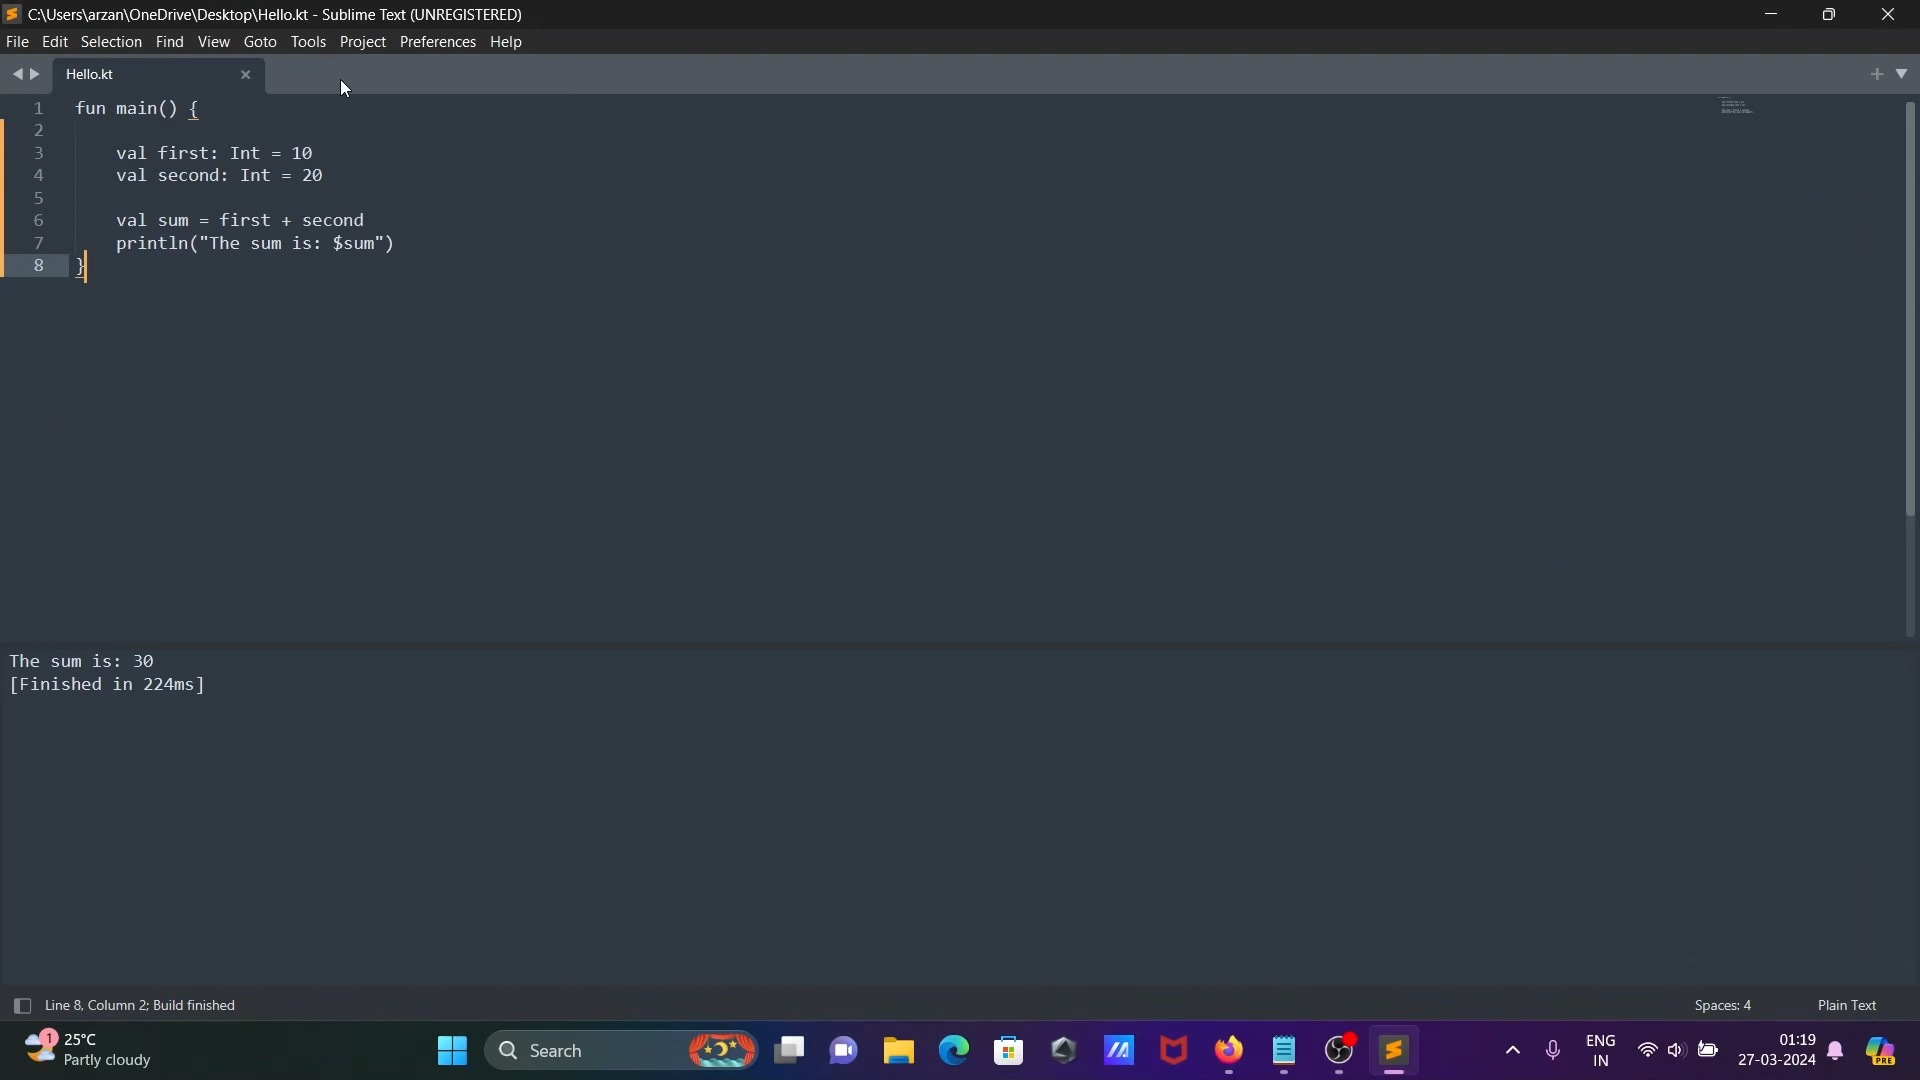 C:\Users\arzan\OneDrive\Desktop\Hello.kt - Sublime Text (UNREGISTERED)
File Edit Selection Find View Goto Tools Project Preferences Help
Hello.kt
1 fun main() {
2
3 val first: Int = 10
4 val second: Int = 20
5
6 val sum = first + second
7 println("The sum is: $sum")
8 }
The sum is: 30
[Finished in 224ms]
Line 8, Column 2; Build finished Spaces: 4 Plain Text
1 25°C
Partly cloudy
Search
ENG
IN
01:19
27-03-2024
PRE